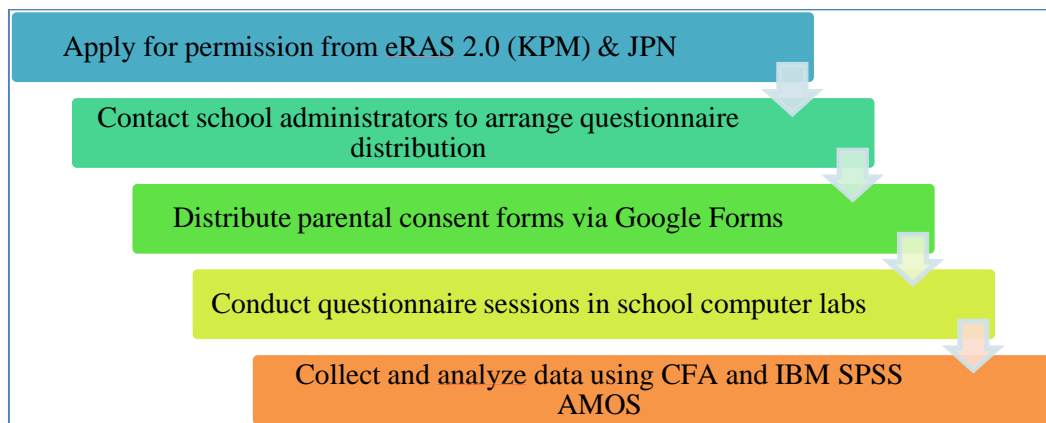 Apply for permission from eRAS 2.0 (KPM) & JPN
Contact school administrators to arrange questionnaire
distribution
Distribute parental consent forms via Google Forms
Conduct questionnaire sessions in school computer labs
Collect and analyze data using CFA and IBM SPSS
AMOS